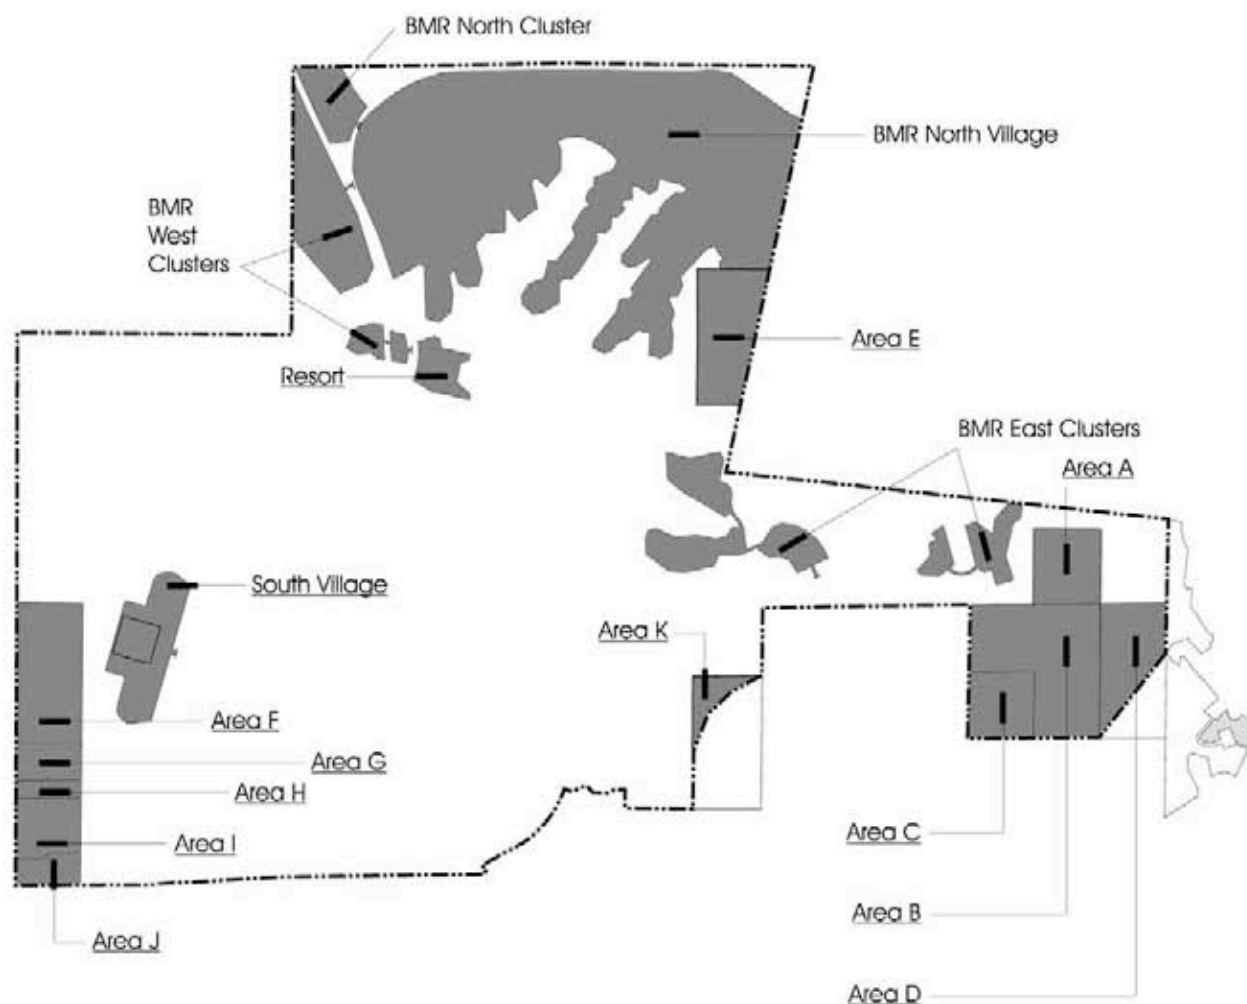 BMR North Cluster
BMR North Village
BMR
West
Clusters
Area E
Resort
BMR East Clusters
Area A
South Village
Area K
Area F
Area G
Area H
Area I
Area C
Area B
Area J
Area D